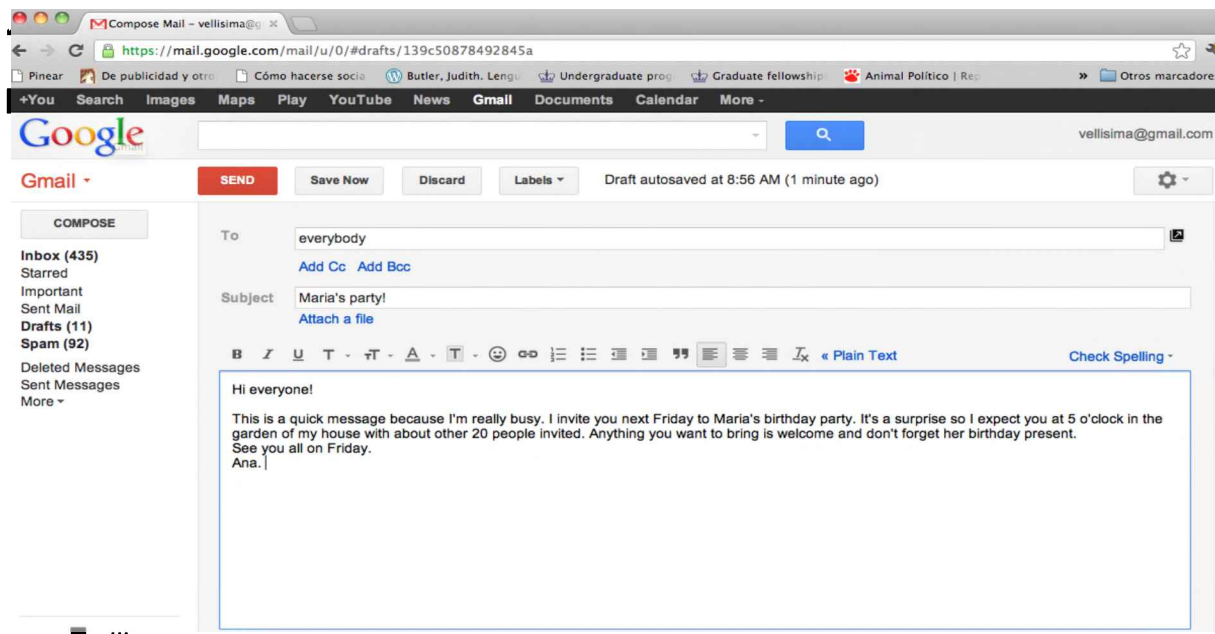 Compose Mail – vellisima@g
https://mail.google.com/mail/u/0/#drafts/139c50878492845a
Pinear De publicidad y otro Cómo hacerse socia Butler, Judith. Lengu Undergraduate prog Graduate fellowship Animal Político | Rep » Otros marcadore
+You Search Images Maps Play YouTube News Gmail Documents Calendar More -
Google
vellisima@gmail.com
Gmail
SEND Save Now Discard Labels Draft autosaved at 8:56 AM (1 minute ago)
COMPOSE
To everybody
Inbox (435)
Starred
Add Cc Add Bcc
Important
Subject Maria's party!
Sent Mail
Attach a file
Drafts (11)
Spam (92)
B I U T TT A T Tx « Plain Text Check Spelling
Deleted Messages
Sent Messages
More
Hi everyone!
This is a quick message because I'm really busy. I invite you next Friday to Maria's birthday party. It's a surprise so I expect you at 5 o'clock in the
garden of my house with about other 20 people invited. Anything you want to bring is welcome and don't forget her birthday present.
See you all on Friday.
Ana.